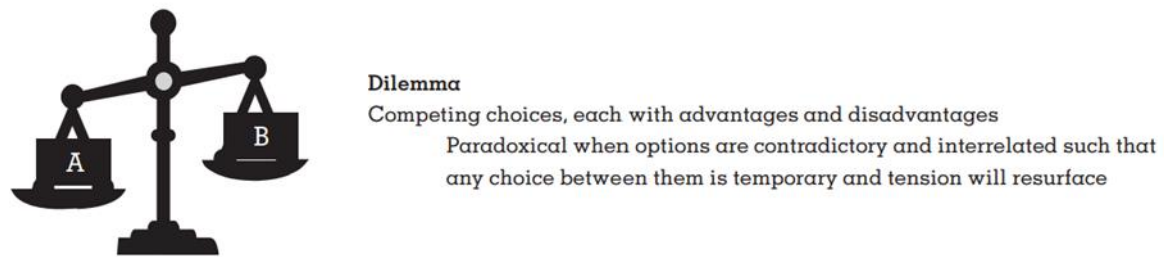 A
B
Dilemma
Competing choices, each with advantages and disadvantages
Paradoxical when options are contradictory and interrelated such that
any choice between them is temporary and tension will resurface